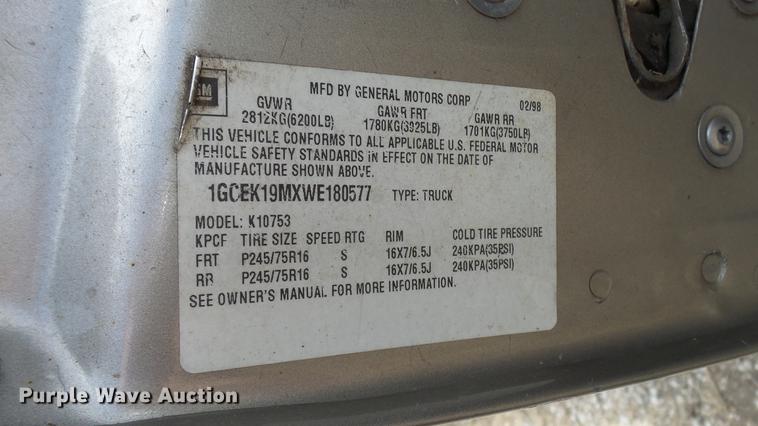 GM
MFD BY GENERAL MOTORS CORP 02/98
GVWR GAWR FRT GAWR RR
2812KG(6200LB) 1780KG(3925LB) 1701KG(3750LB)
THIS VEHICLE CONFORMS TO ALL APPLICABLE U.S. FEDERAL MOTOR
VEHICLE SAFETY STANDARDS IN EFFECT ON THE DATE OF
MANUFACTURE SHOWN ABOVE.
1GCEK19MXWE180577 TYPE: TRUCK
MODEL: K10753
KPCF TIRE SIZE SPEED RTG RIM COLD TIRE PRESSURE
FRT P245/75R16 S 16X7/6.5J 240KPA(35PSI)
RR P245/75R16 S 16X7/6.5J 240KPA(35PSI)
SEE OWNER'S MANUAL FOR MORE INFORMATION.
Purple Wave Auction